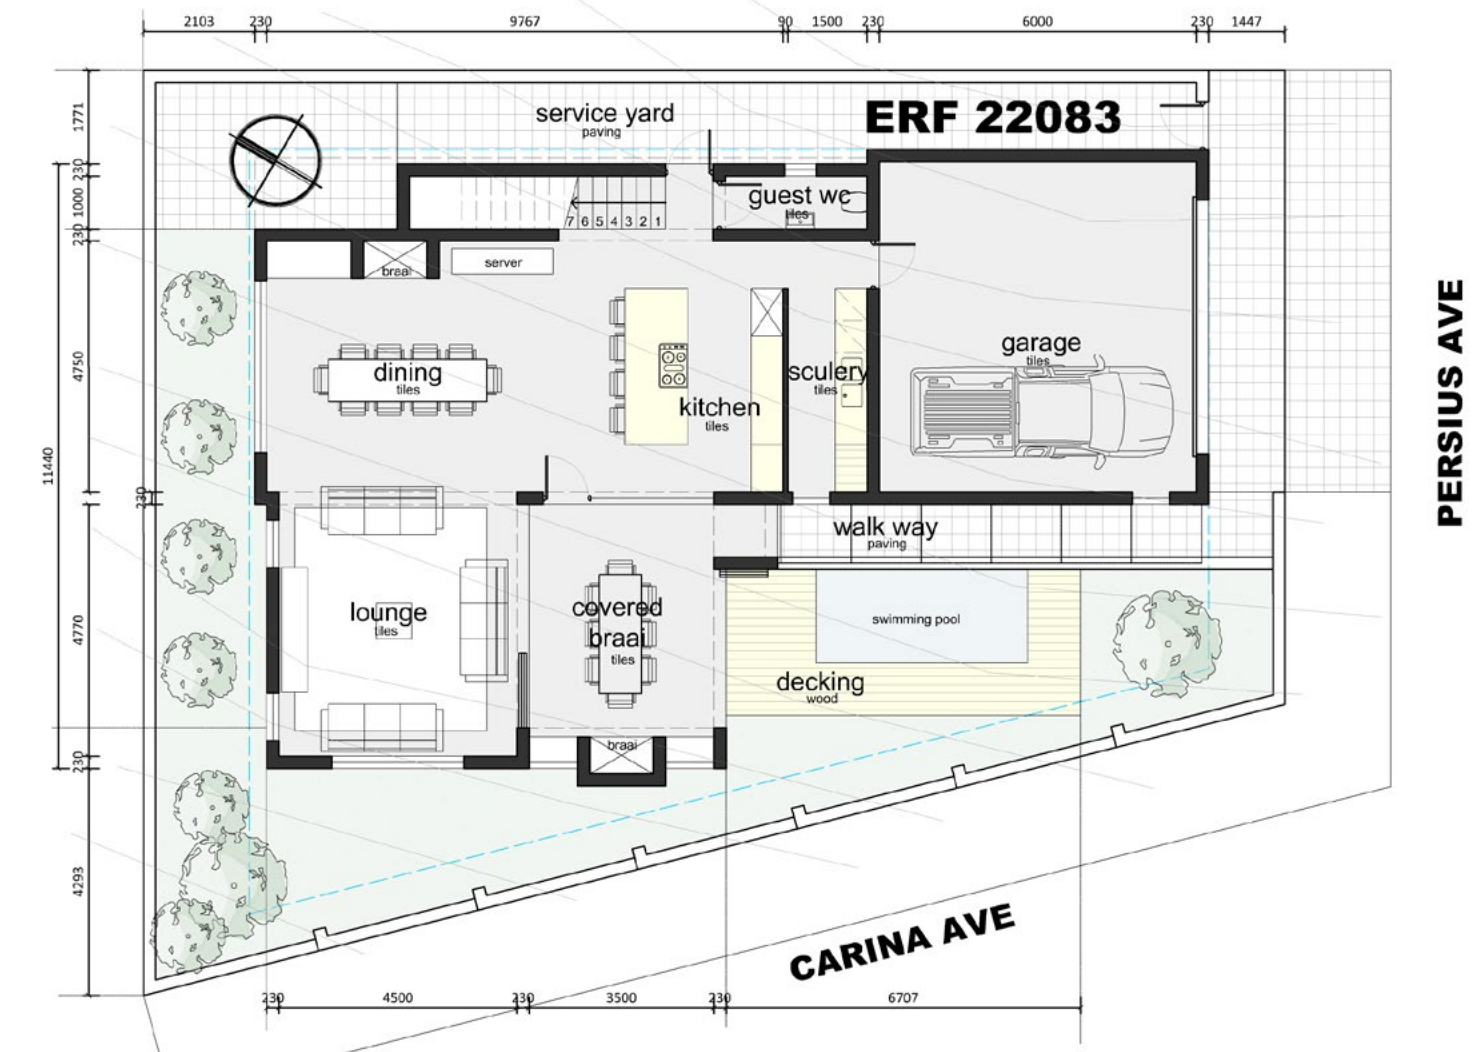 2103 230 9767 90 1500 230 6000 230 1447
1771
230
1000
230
4750
11440
230
4770
230
4293
service yard
paving
ERF 22083
guest wc
tiles
7 6 5 4 3 2 1
braai
server
dining
tiles
kitchen
tiles
sculery
tiles
garage
tiles
PERSIUS AVE
walk way
paving
lounge
tiles
covered
braai
tiles
swimming pool
decking
wood
braai
CARINA AVE
230 4500 230 3500 230 6707